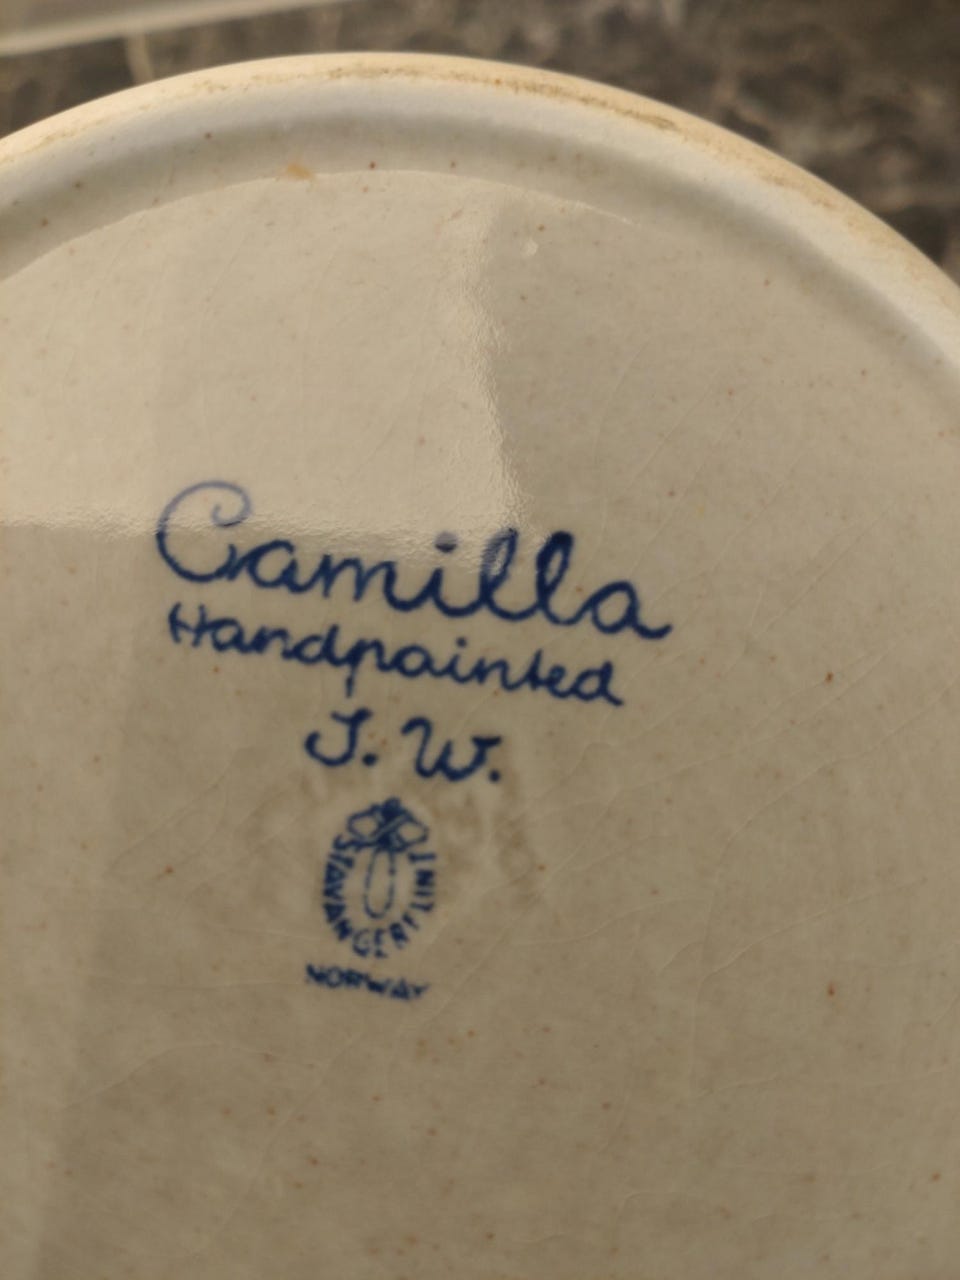 Camilla
Handpainted
I. W.
STAVANGERFLINT
NORWAY